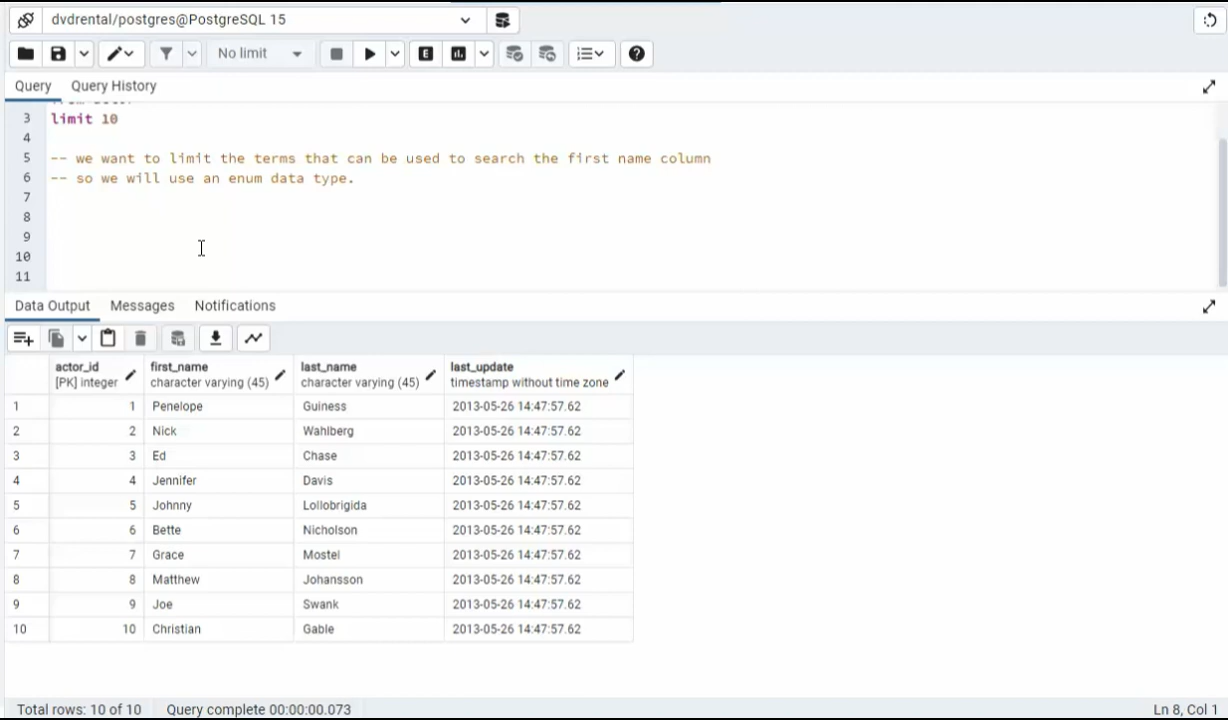 dvdrental/postgres@PostgreSQL 15
No limit
E
Query Query History
3 limit 10
4
5 -- we want to limit the terms that can be used to search the first name column
6 -- so we will use an enum data type.
7
8
9
10
11
Data Output Messages Notifications
actor_id first_name last_name last_update
[PK] integer character varying (45) character varying (45) timestamp without time zone
1 1 Penelope Guiness 2013-05-26 14:47:57.62
2 2 Nick Wahlberg 2013-05-26 14:47:57.62
3 3 Ed Chase 2013-05-26 14:47:57.62
4 4 Jennifer Davis 2013-05-26 14:47:57.62
5 5 Johnny Lollobrigida 2013-05-26 14:47:57.62
6 6 Bette Nicholson 2013-05-26 14:47:57.62
7 7 Grace Mostel 2013-05-26 14:47:57.62
8 8 Matthew Johansson 2013-05-26 14:47:57.62
9 9 Joe Swank 2013-05-26 14:47:57.62
10 10 Christian Gable 2013-05-26 14:47:57.62
Total rows: 10 of 10 Query complete 00:00:00.073 Ln 8, Col 1